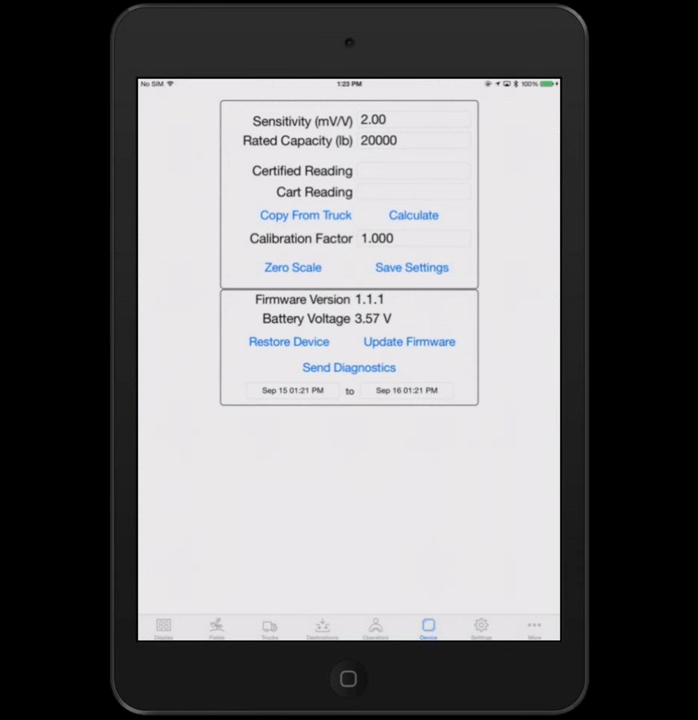 No SIM 1:23 PM 100%
Sensitivity (mV/V) 2.00
Rated Capacity (lb) 20000
Certified Reading
Cart Reading
Copy From Truck Calculate
Calibration Factor 1.000
Zero Scale Save Settings
Firmware Version 1.1.1
Battery Voltage 3.57 V
Restore Device Update Firmware
Send Diagnostics
Sep 15 01:21 PM to Sep 16 01:21 PM
Display Fields Trucks Destinations Operators Device Settings More